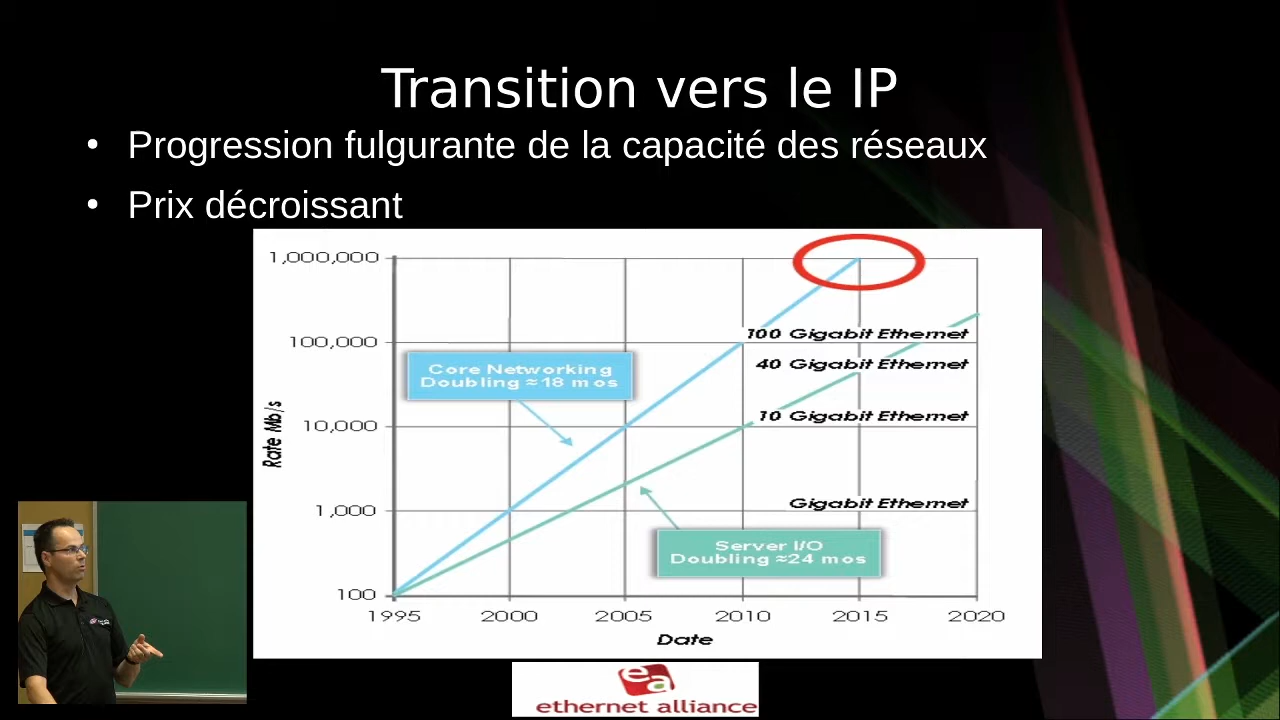 Transition vers le IP
• Progression fulgurante de la capacité des réseaux
• Prix décroissant
1,000,000
100,000
10,000
1,000
100
Rate Mb/s
100 Gigabit Ethernet
40 Gigabit Ethernet
10 Gigabit Ethernet
Gigabit Ethernet
Core Networking
Doubling ≈18 mos
Server I/O
Doubling ≈24 mos
1995 2000 2005 2010 2015 2020
Date
ea
ethernet alliance